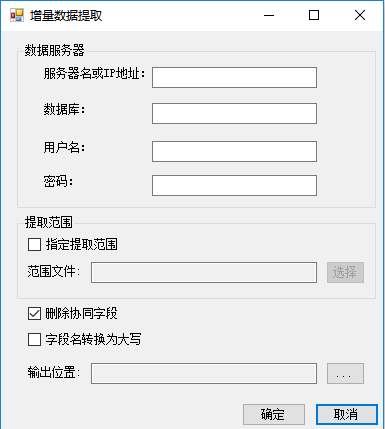 增量数据提取
数据服务器
服务器名或IP地址：
数据库：
用户名：
密码：
提取范围
指定提取范围
范围文件： 选择
删除协同字段
字段名转换为大写
输出位置： ...
确定 取消